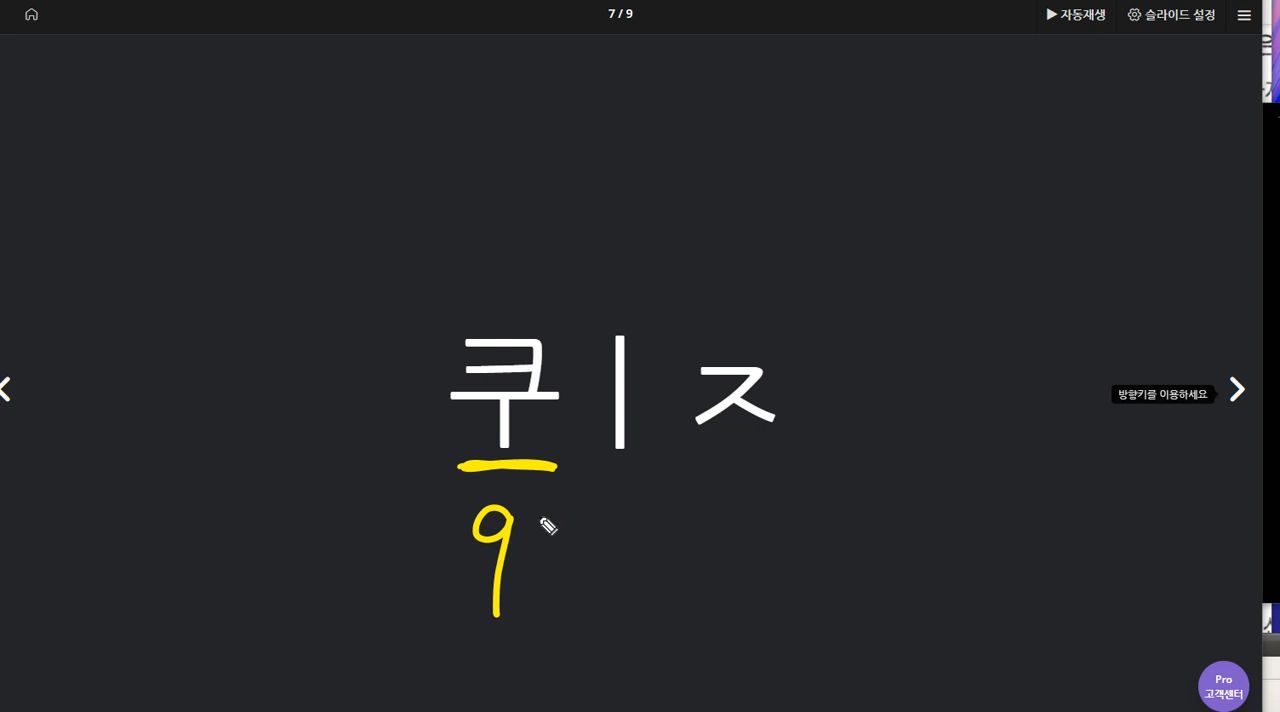 7 / 9
▶ 자동재생
슬라이드 설정
쿠 ㅣ ㅈ
방향키를 이용하세요
9
Pro
고객센터